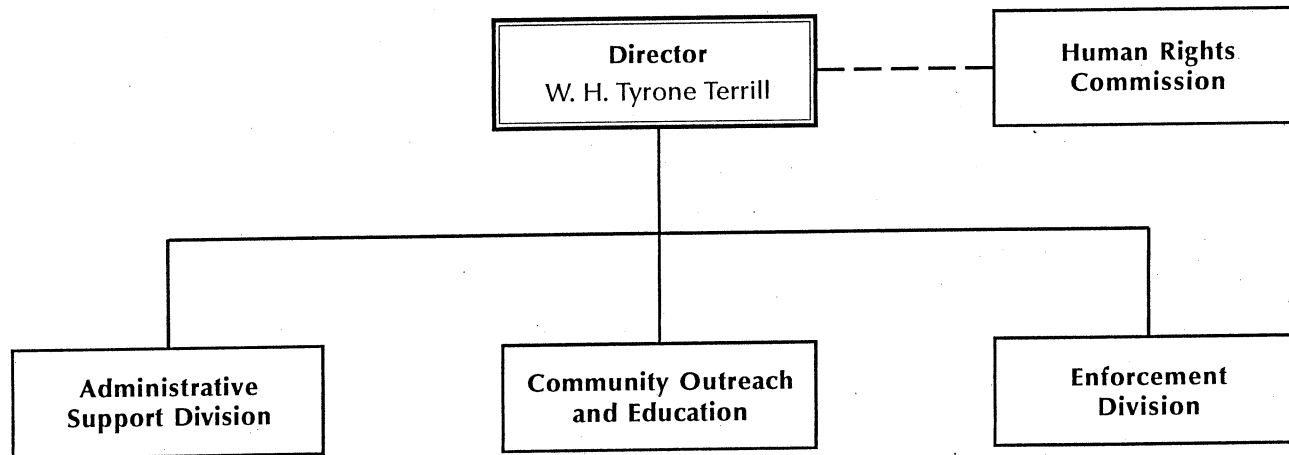 Director
W. H. Tyrone Terrill
Human Rights
Commission
Administrative
Support Division
Community Outreach
and Education
Enforcement
Division